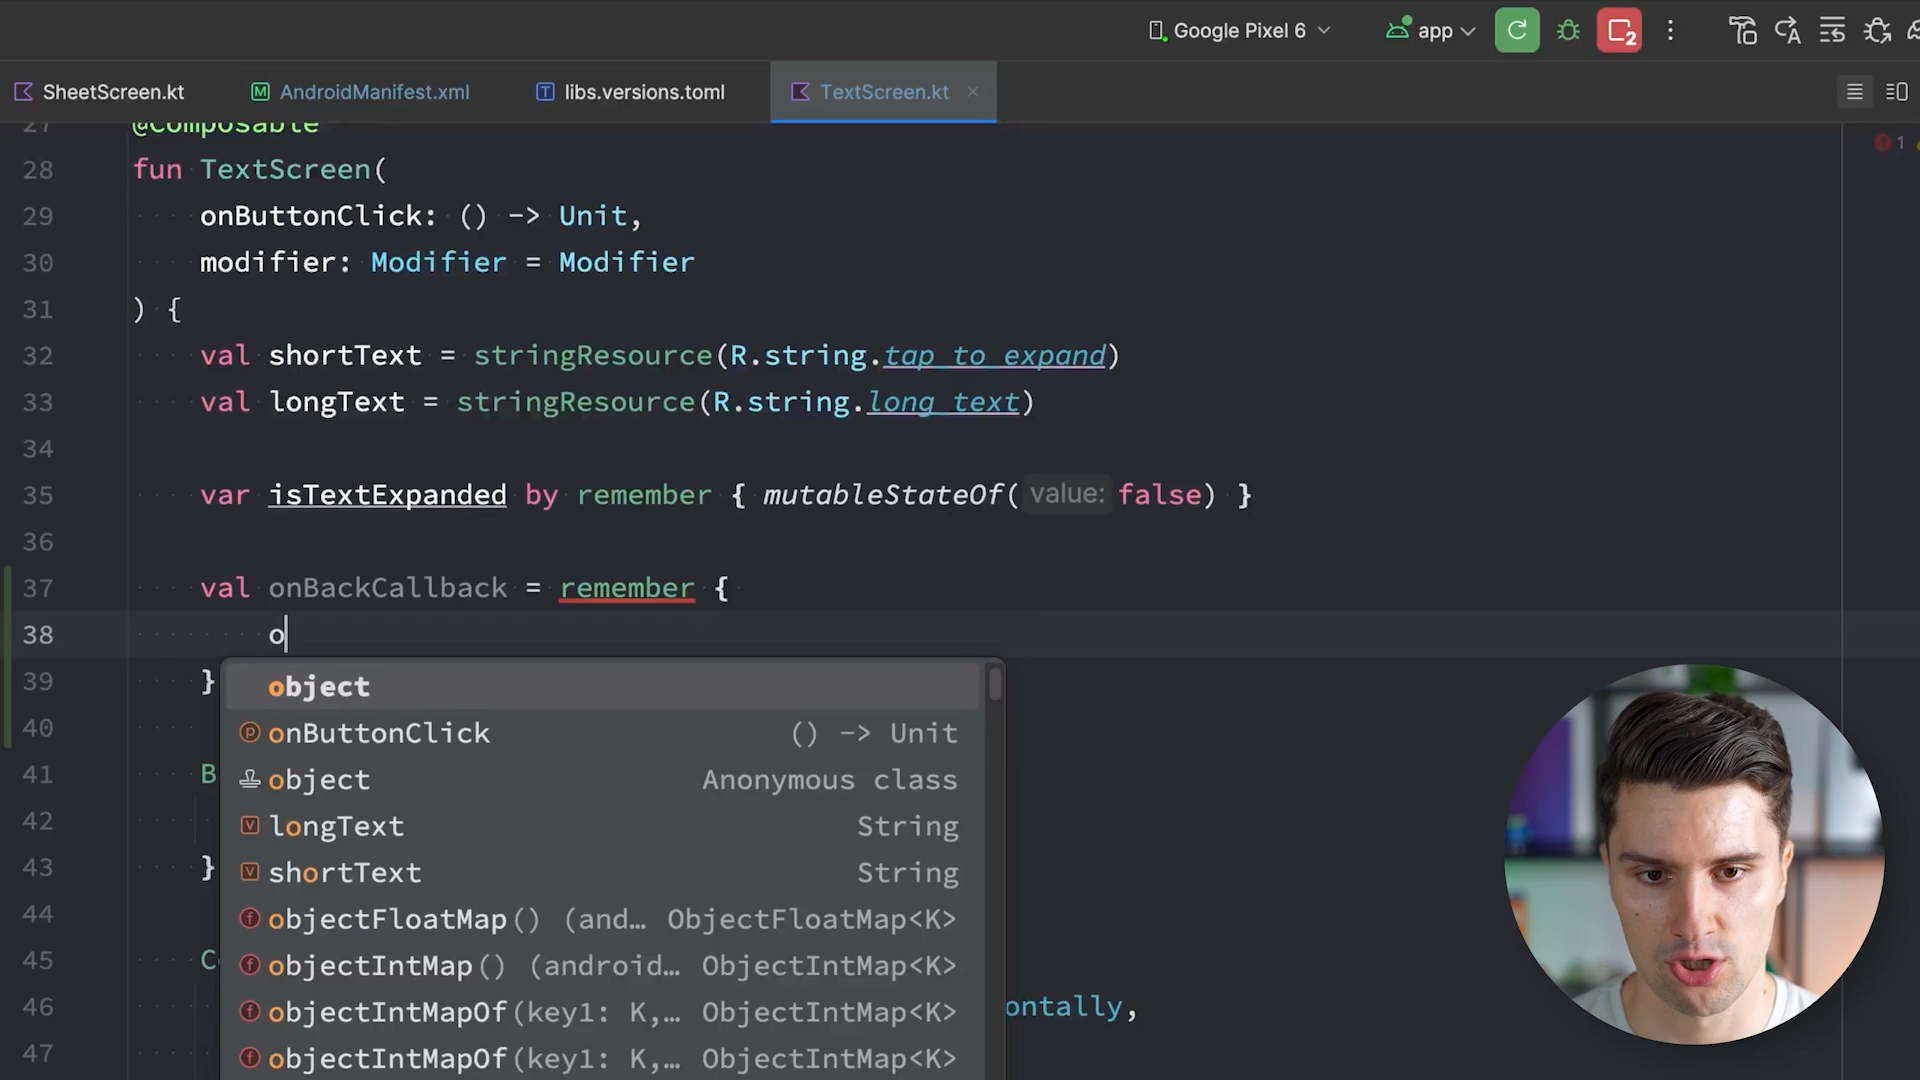 Google Pixel 6
app
2
SheetScreen.kt
AndroidManifest.xml
libs.versions.toml
TextScreen.kt
1
27 @Composable
28 fun TextScreen(
29 onButtonClick: () -> Unit,
30 modifier: Modifier = Modifier
31 ) {
32 val shortText = stringResource(R.string.tap_to_expand)
33 val longText = stringResource(R.string.long_text)
34
35 var isTextExpanded by remember { mutableStateOf( value: false) }
36
37 val onBackCallback = remember {
38 o
39 }
object
40
onButtonClick () -> Unit
41 B
object Anonymous class
42
longText String
43 }
shortText String
44
objectFloatMap() (and… ObjectFloatMap<K>
45 C
objectIntMap() (android… ObjectIntMap<K>
46 ontally,
objectIntMapOf(key1: K,… ObjectIntMap<K>
47
objectIntMapOf(key1: K,… ObjectIntMap<K>